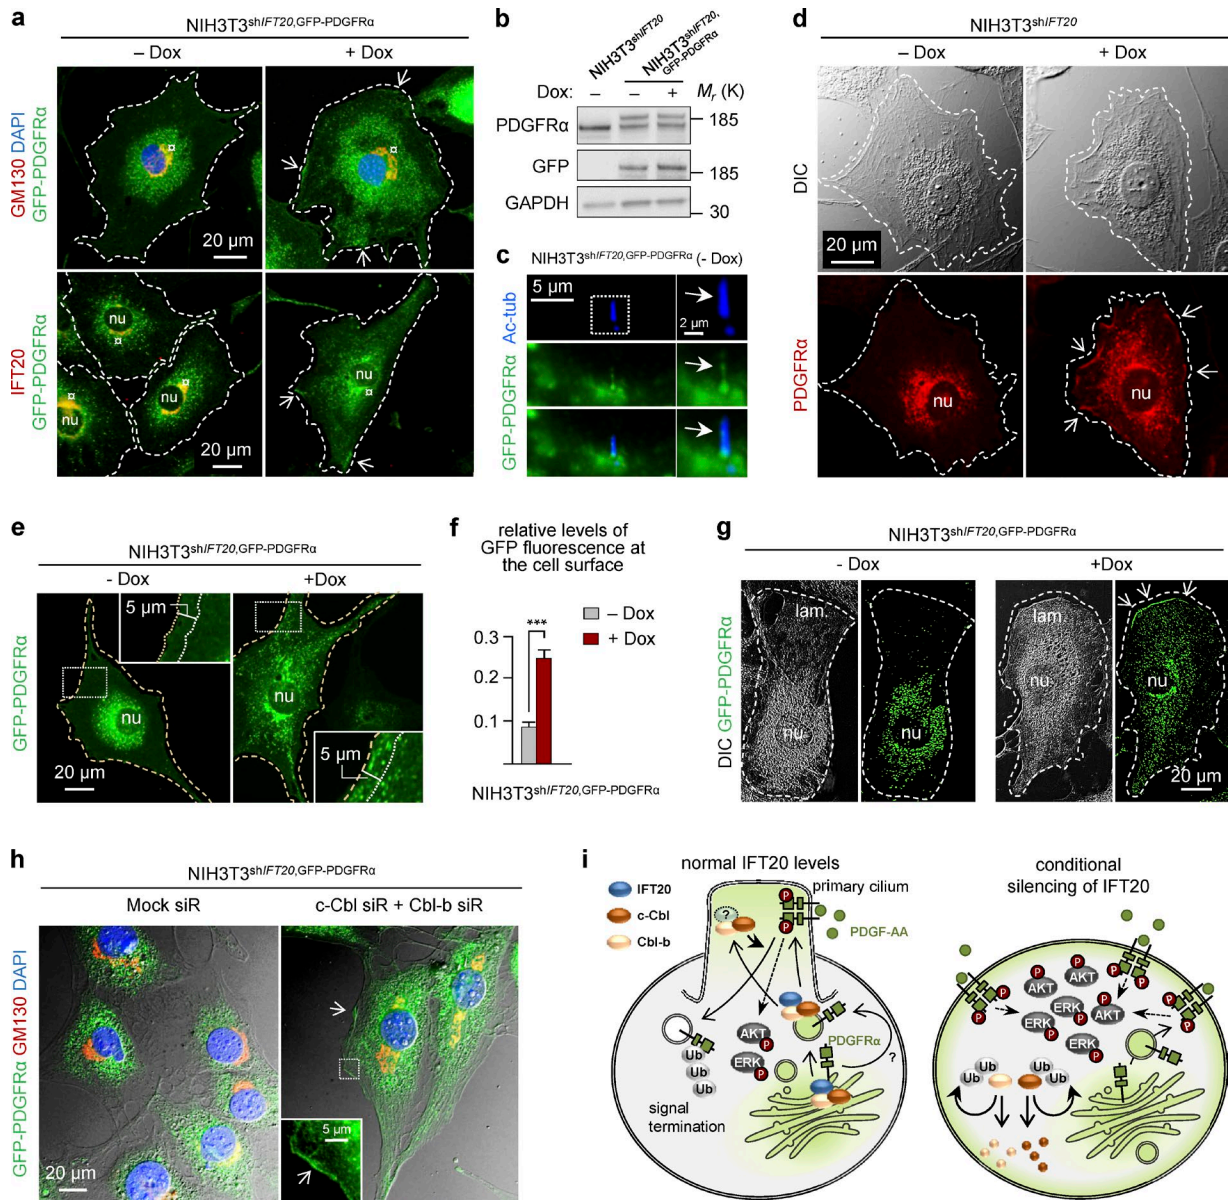 a
NIH3T3shIFT20,GFP-PDGFRα
– Dox
+ Dox
GM130 DAPI
GFP-PDGFRα
20 µm
20 µm
IFT20
GFP-PDGFRα
nu
nu
nu
20 µm
nu
20 µm
b
NIH3T3shIFT20
NIH3T3shIFT20,
GFP-PDGFRα
Dox:
–
–
+
Mr (K)
PDGFRα
185
GFP
185
GAPDH
30
c
NIH3T3shIFT20,GFP-PDGFRα (- Dox)
5 µm
2 µm
Ac-tub
GFP-PDGFRα
d
NIH3T3shIFT20
– Dox
+ Dox
DIC
20 µm
PDGFRα
nu
nu
e
NIH3T3shIFT20,GFP-PDGFRα
- Dox
+Dox
GFP-PDGFRα
5 µm
nu
20 µm
nu
5 µm
f
relative levels of
GFP fluorescence at
the cell surface
– Dox
+ Dox
***
0.3
0.1
NIH3T3shIFT20,GFP-PDGFRα
g
NIH3T3shIFT20,GFP-PDGFRα
- Dox
+Dox
DIC GFP-PDGFRα
lam
nu
nu
lam
nu
nu
20 µm
h
NIH3T3shIFT20,GFP-PDGFRα
Mock siR
c-Cbl siR + Cbl-b siR
GFP-PDGFRα GM130 DAPI
20 µm
5 µm
i
normal IFT20 levels
conditional
silencing of IFT20
IFT20
c-Cbl
Cbl-b
?
P
P
primary cilium
PDGF-AA
AKT
P
ERK
P
PDGFRα
?
Ub
Ub
Ub
signal
termination
P
P
P
P
P
P
P
P
P
P
AKT
AKT
ERK
AKT
ERK
Ub
Ub
Ub
Ub